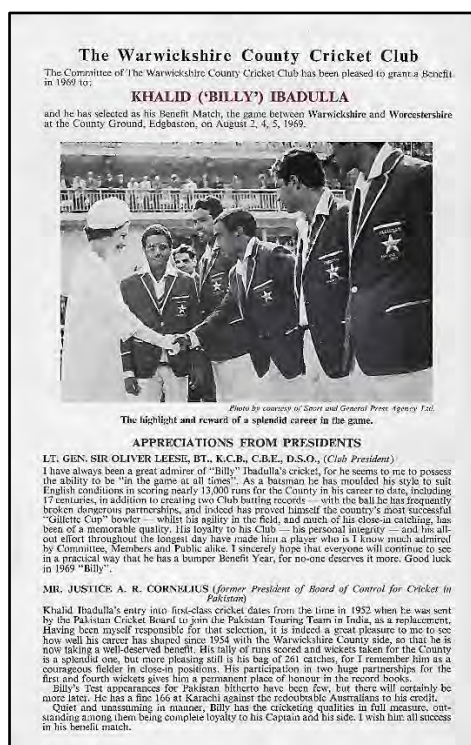 The Warwickshire County Cricket Club
The Committee of The Warwickshire County Cricket Club has been pleased to grant a Benefit
in 1969 to:
KHALID ('BILLY') IBADULLA
and he has selected as his Benefit Match, the game between Warwickshire and Worcestershire
at the County Ground, Edgbaston, on August 2, 4, 5, 1969.
Photo by courtesy of Sport and General Press Agency Ltd.
The highlight and reward of a splendid career in the game.
APPRECIATIONS FROM PRESIDENTS
LT. GEN. SIR OLIVER LEESE, BT., K.C.B., C.B.E., D.S.O., (Club President)
I have always been a great admirer of "Billy" Ibadulla's cricket, for he seems to me to possess
the ability to be "in the game at all times". As a batsman he has moulded his style to suit
English conditions in scoring nearly 13,000 runs for the County in his career to date, including
17 centuries, in addition to creating two Club batting records — with the ball he has frequently
broken dangerous partnerships, and indeed has proved himself the country's most successful
"Gillette Cup" bowler — whilst his agility in the field, and much of his close-in catching, has
been of a memorable quality. His loyalty to his Club — his personal integrity — and his all-
out effort throughout the longest day have made him a player who is I know much admired
by Committee, Members and Public alike. I sincerely hope that everyone will continue to see
in a practical way that he has a bumper Benefit Year, for no-one deserves it more. Good luck
in 1969 "Billy".
MR. JUSTICE A. R. CORNELIUS (former President of Board of Control for Cricket in
Pakistan)
Khalid Ibadulla's entry into first-class cricket dates from the time in 1952 when he was sent
by the Pakistan Cricket Board to join the Pakistan Touring Team in India, as a replacement.
Having been myself responsible for that selection, it is indeed a great pleasure to me to see
how well his career has shaped since 1954 with the Warwickshire County side, so that he is
now taking a well-deserved benefit. His tally of runs scored and wickets taken for the County
is a splendid one, but more pleasing still is his bag of 261 catches, for I remember him as a
courageous fielder in close-in positions. His participation in two huge partnerships for the
first and fourth wickets gives him a permanent place of honour in the record books.
Billy's Test appearances for Pakistan hitherto have been few, but there will certainly be
more later. He has a fine 166 at Karachi against the redoubtable Australians to his credit.
Quiet and unassuming in manner, Billy has the cricketing qualities in full measure, out-
standing among them being complete loyalty to his Captain and his side. I wish him all success
in his benefit match.